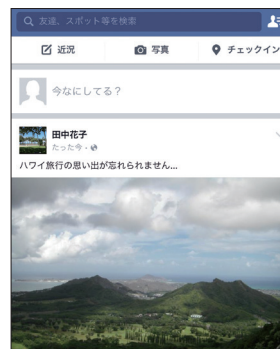 友達、スポット等を検索
近況
写真
チェックイン
今なにしてる？
田中花子
たった今・
ハワイ旅行の思い出が忘れられません...